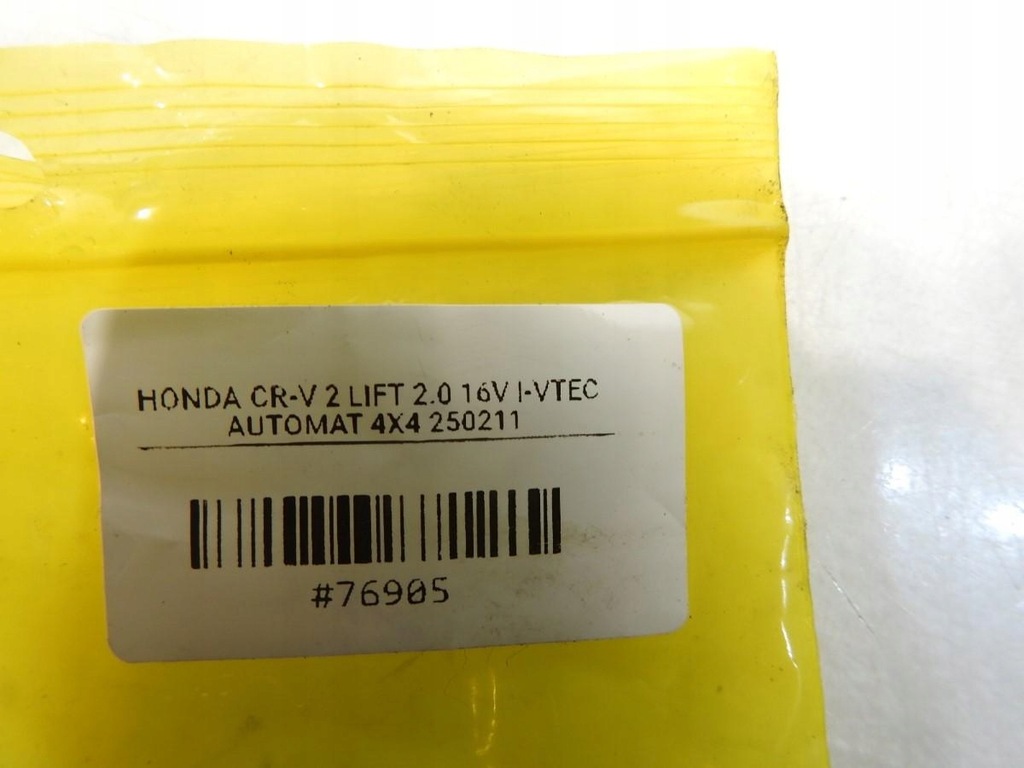 HONDA CR-V 2 LIFT 2.0 16V I-VTEC
AUTOMAT 4X4 250211
#76905